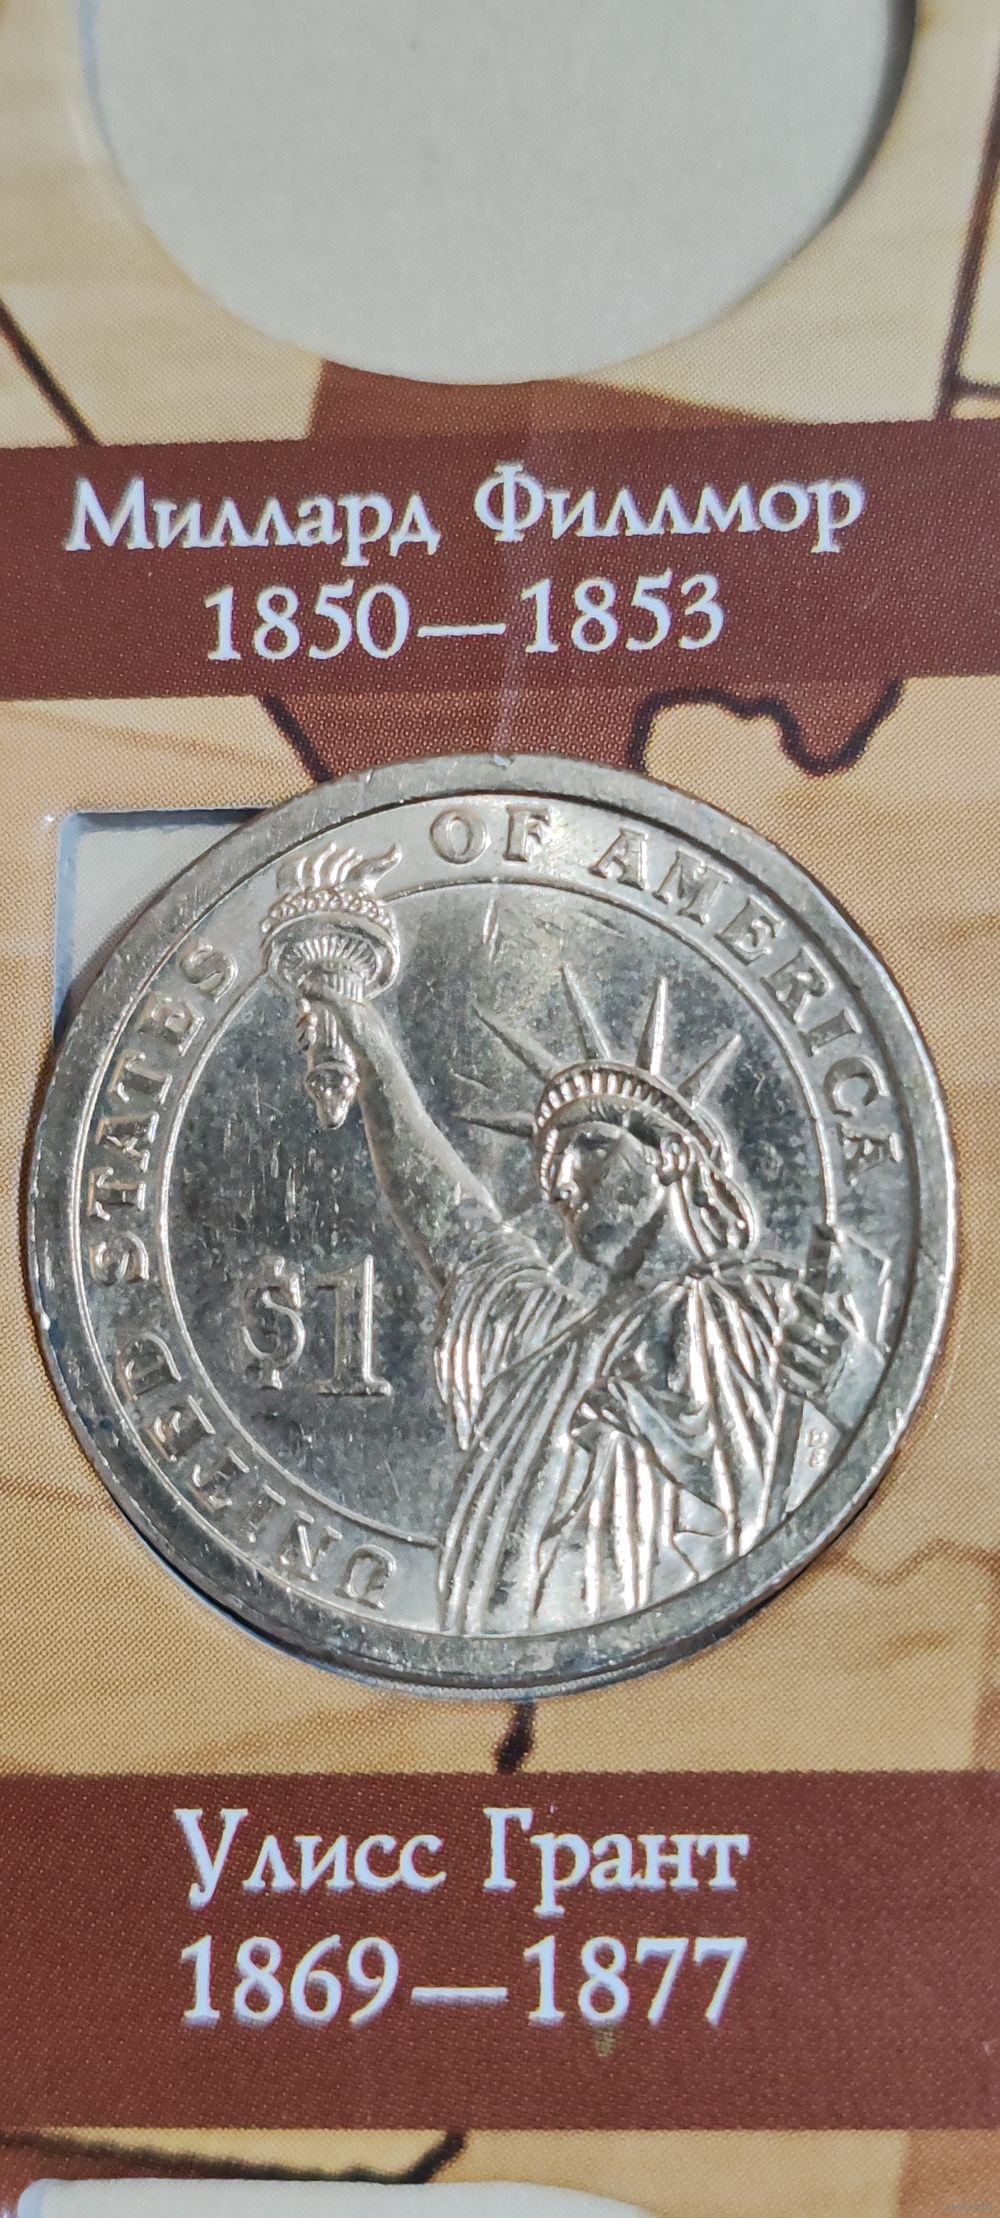 Миллард Филлмор
1850—1853
UNITED STATES OF AMERICA
$1
Улисс Грант
1869—1877